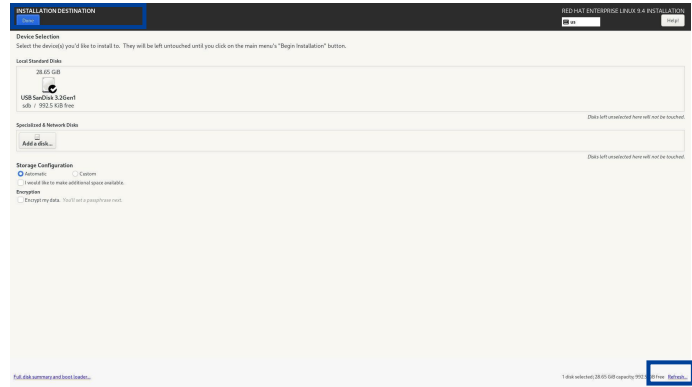 INSTALLATION DESTINATION
RED HAT ENTERPRISE LINUX 9.4 INSTALLATION
Done
us
Help!
Device Selection
Select the device(s) you'd like to install to. They will be left untouched until you click on the main menu's "Begin Installation" button.
Local Standard Disks
28.65 GiB
USB SanDisk 3.2Gen1
sdb / 992.5 KiB free
Disks left unselected here will not be touched.
Specialized & Network Disks
Add a disk...
Disks left unselected here will not be touched.
Storage Configuration
Automatic Custom
I would like to make additional space available.
Encryption
Encrypt my data. You'll set a passphrase next.
Full disk summary and boot loader...
1 disk selected; 28.65 GiB capacity; 992.5 free Refresh...